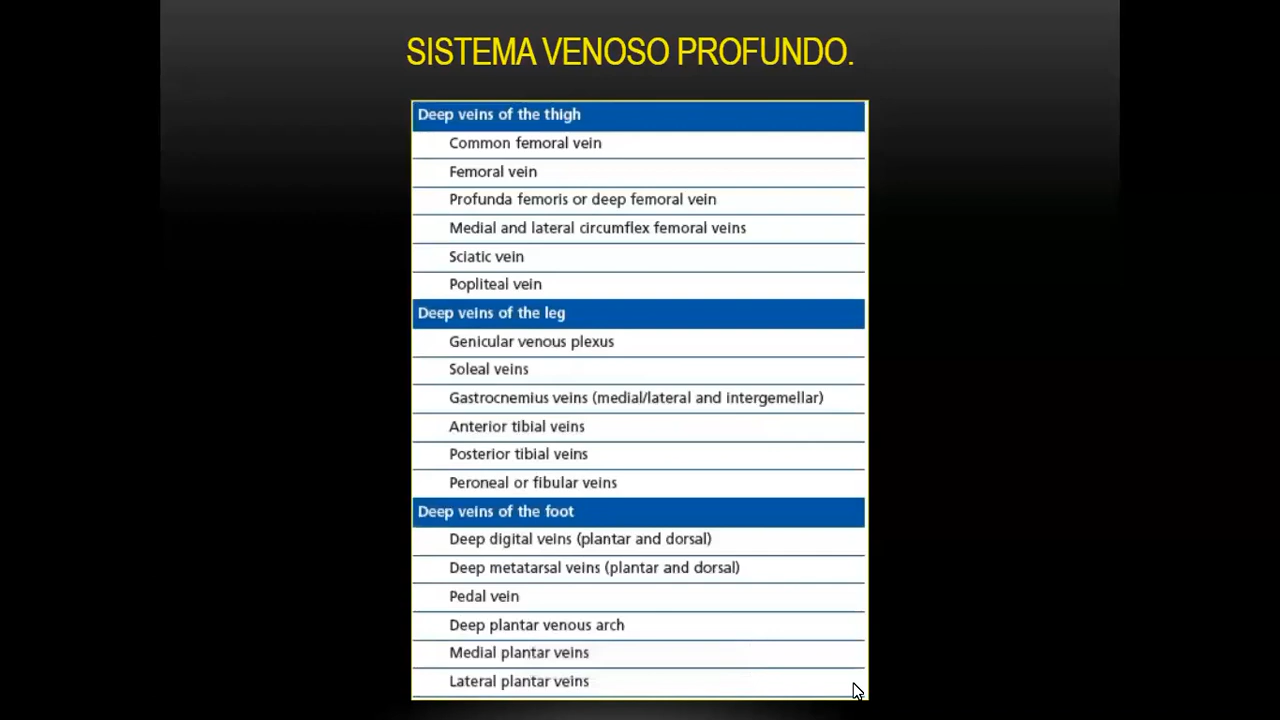 SISTEMA VENOSO PROFUNDO.
Deep veins of the thigh
Common femoral vein
Femoral vein
Profunda femoris or deep femoral vein
Medial and lateral circumflex femoral veins
Sciatic vein
Popliteal vein
Deep veins of the leg
Genicular venous plexus
Soleal veins
Gastrocnemius veins (medial/lateral and intergemellar)
Anterior tibial veins
Posterior tibial veins
Peroneal or fibular veins
Deep veins of the foot
Deep digital veins (plantar and dorsal)
Deep metatarsal veins (plantar and dorsal)
Pedal vein
Deep plantar venous arch
Medial plantar veins
Lateral plantar veins